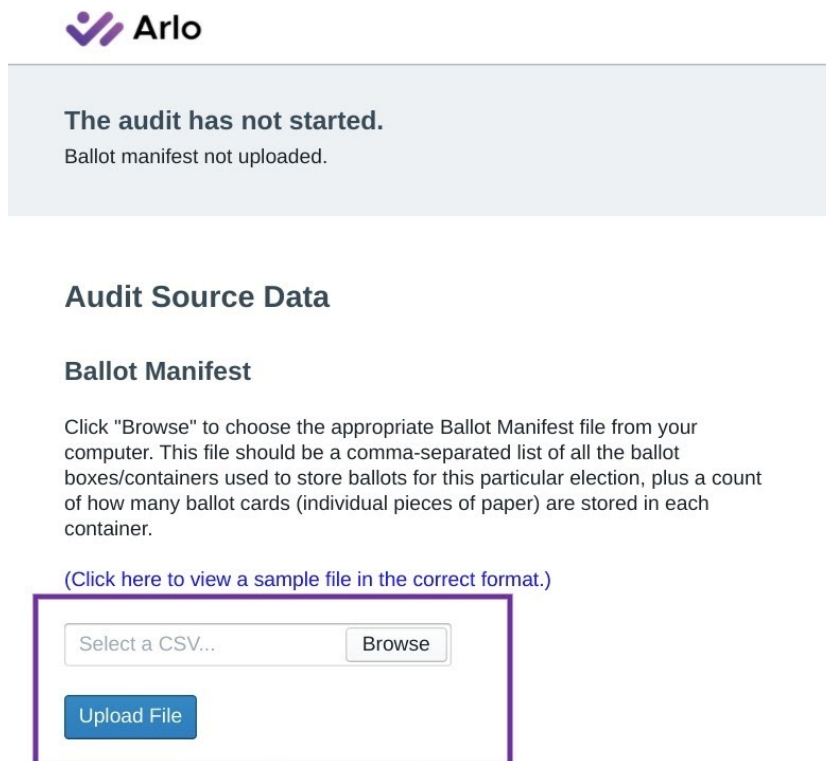 Arlo
The audit has not started.
Ballot manifest not uploaded.
Audit Source Data
Ballot Manifest
Click "Browse" to choose the appropriate Ballot Manifest file from your
computer. This file should be a comma-separated list of all the ballot
boxes/containers used to store ballots for this particular election, plus a count
of how many ballot cards (individual pieces of paper) are stored in each
container.
(Click here to view a sample file in the correct format.)
Select a CSV... Browse
Upload File